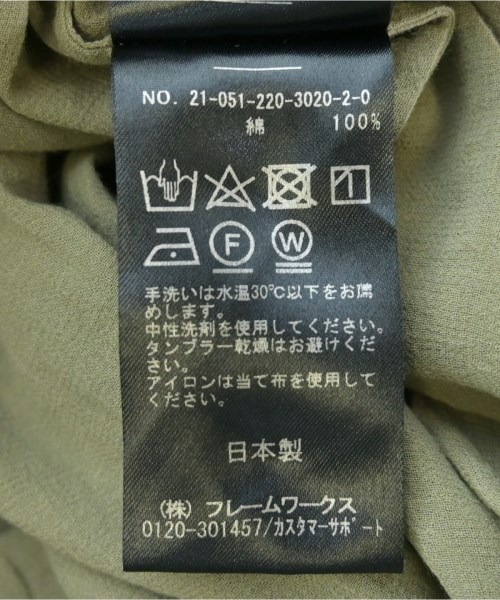 NO. 21-051-220-3020-2-0
綿 100%
F W
手洗いは水温30℃以下をお薦
めします。
中性洗剤を使用してください。
タンブラー乾燥はお避けくだ
さい。
アイロンは当て布を使用して
ください。
日本製
(株) フレームワークス
0120-301457/カスタマーサポート